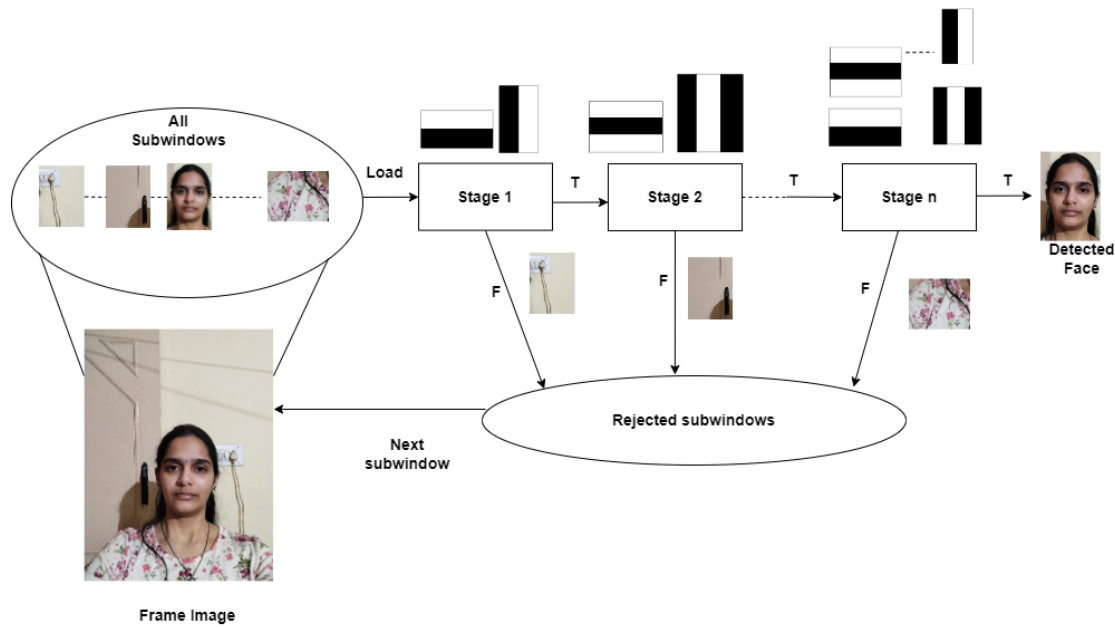 All
Subwindows
Load
Stage 1
T
Stage 2
T
Stage n
T
Detected
Face
F
F
F
Rejected subwindows
Next
subwindow
Frame Image